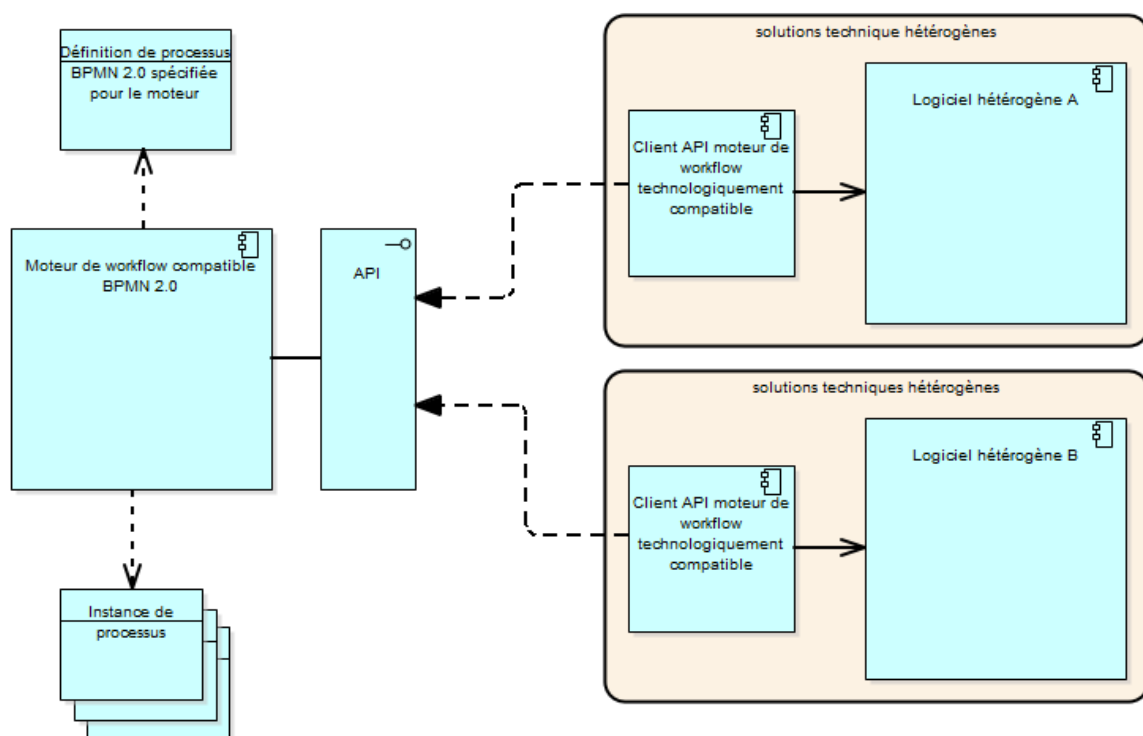 Définition de processus
BPMN 2.0 spécifiée
pour le moteur
Moteur de workflow compatible
BPMN 2.0
API
Instance de
processus
solutions technique hétérogènes
Client API moteur de
workflow
technologiquement
compatible
Logiciel hétérogène A
solutions techniques hétérogènes
Client API moteur de
workflow
technologiquement
compatible
Logiciel hétérogène B